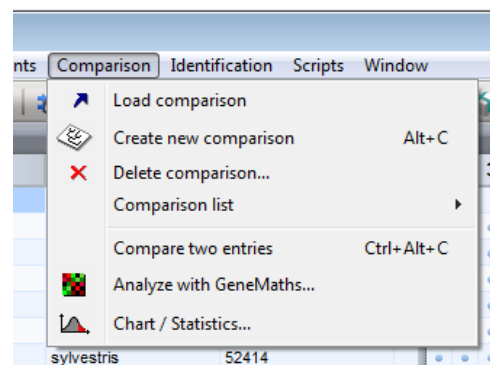 nts Comparison Identification Scripts Window
Load comparison
Create new comparison Alt+C
Delete comparison...
Comparison list
Compare two entries Ctrl+Alt+C
Analyze with GeneMaths...
Chart / Statistics...
sylvestris 52414